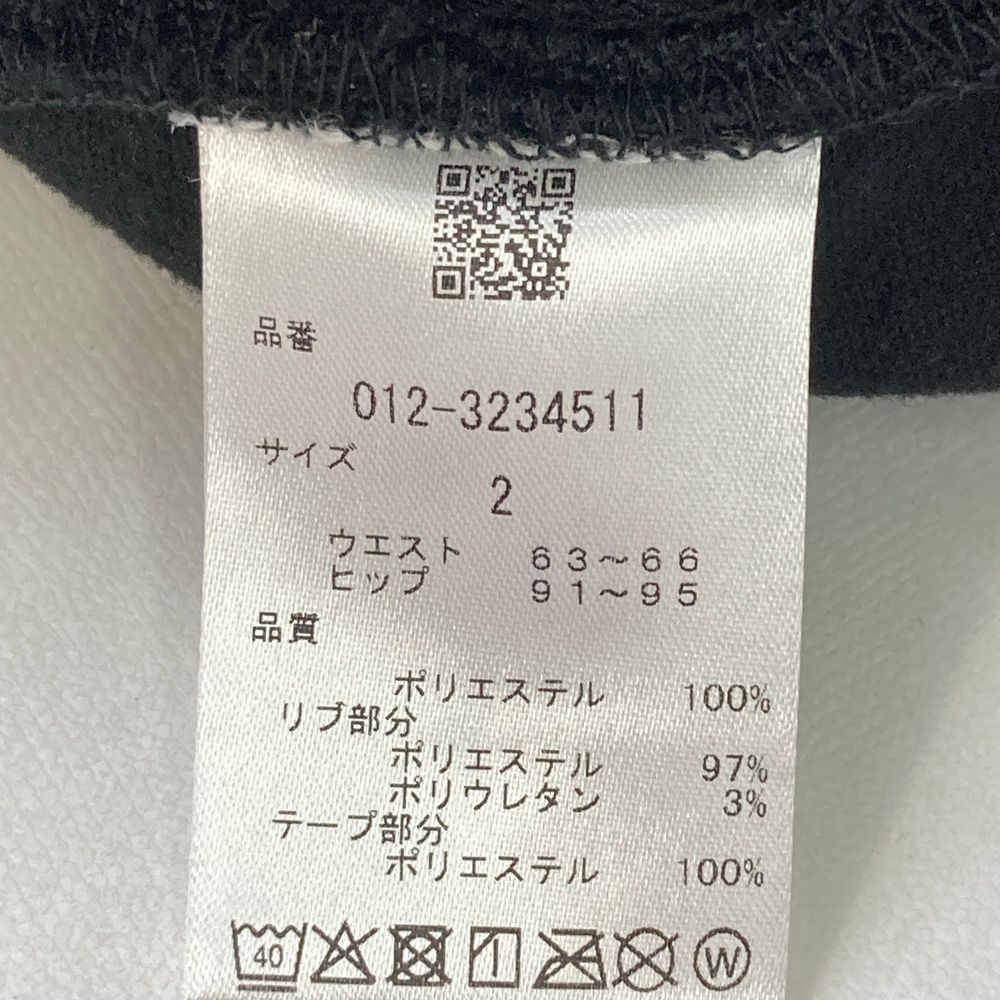 品番
012-3234511
サイズ
2
ウエスト 63～66
ヒップ 91～95
品質
ポリエステル 100%
リブ部分
ポリエステル 97%
ポリウレタン 3%
テープ部分
ポリエステル 100%
40 W